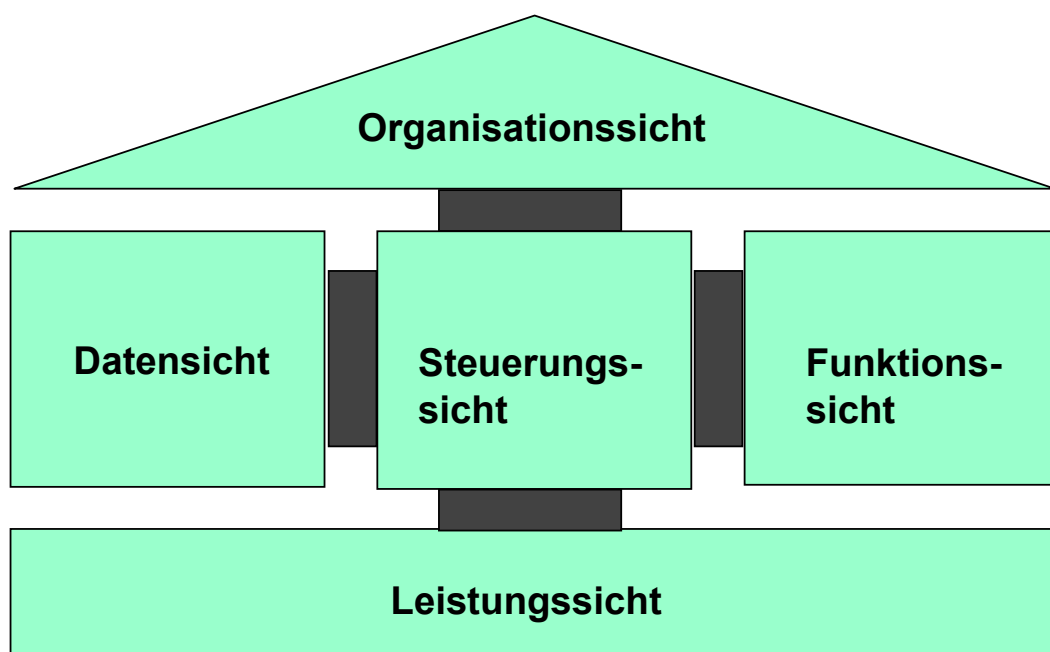 Organisationssicht
Datensicht
Steuerungs-
sicht
Funktions-
sicht
Leistungssicht